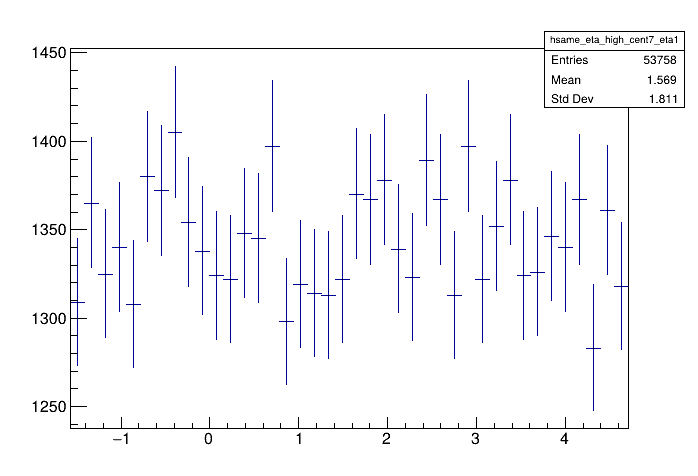 hsame_eta_high_cent7_eta1
Entries 53758
Mean 1.569
Std Dev 1.811
1450
1400
1350
1300
1250
−1 0 1 2 3 4